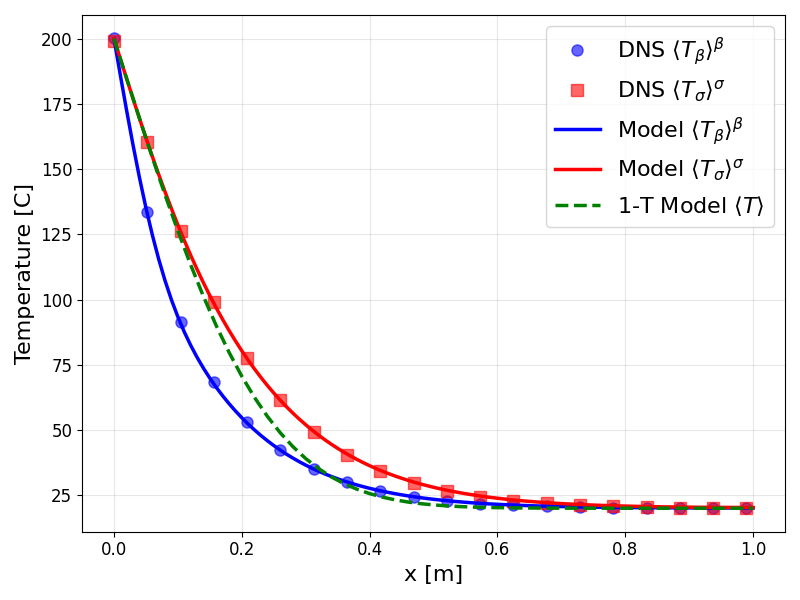 200
175
150
125
100
75
50
25
Temperature [C]
0.0 0.2 0.4 0.6 0.8 1.0
x [m]
DNS ⟨T_β⟩^β
DNS ⟨T_σ⟩^σ
Model ⟨T_β⟩^β
Model ⟨T_σ⟩^σ
1-T Model ⟨T⟩